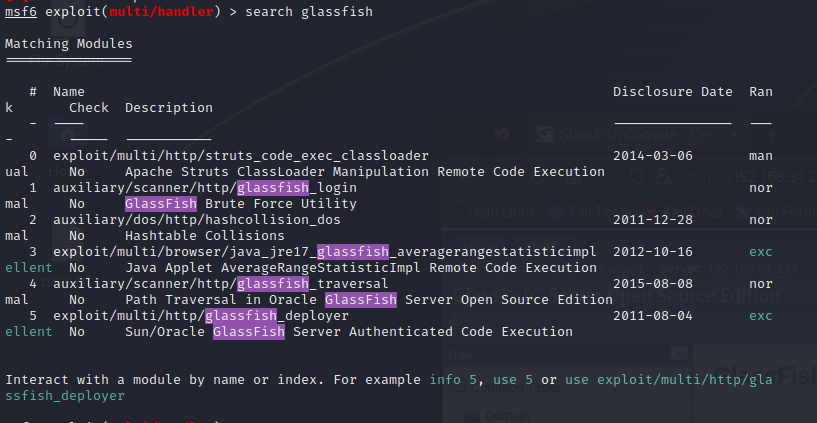 msf6 exploit(multi/handler) > search glassfish
Matching Modules
================
# Name Disclosure Date Ran
k Check Description
- ---- --------------- ---
- ----- -----------
0 exploit/multi/http/struts_code_exec_classloader 2014-03-06 man
ual No Apache Struts ClassLoader Manipulation Remote Code Execution
1 auxiliary/scanner/http/glassfish_login nor
mal No GlassFish Brute Force Utility
2 auxiliary/dos/http/hashcollision_dos 2011-12-28 nor
mal No Hashtable Collisions
3 exploit/multi/browser/java_jre17_glassfish_averagerangestatisticimpl 2012-10-16 exc
ellent No Java Applet AverageRangeStatisticImpl Remote Code Execution
4 auxiliary/scanner/http/glassfish_traversal 2015-08-08 nor
mal No Path Traversal in Oracle GlassFish Server Open Source Edition
5 exploit/multi/http/glassfish_deployer 2011-08-04 exc
ellent No Sun/Oracle GlassFish Server Authenticated Code Execution
Interact with a module by name or index. For example info 5, use 5 or use exploit/multi/http/gla
ssfish_deployer